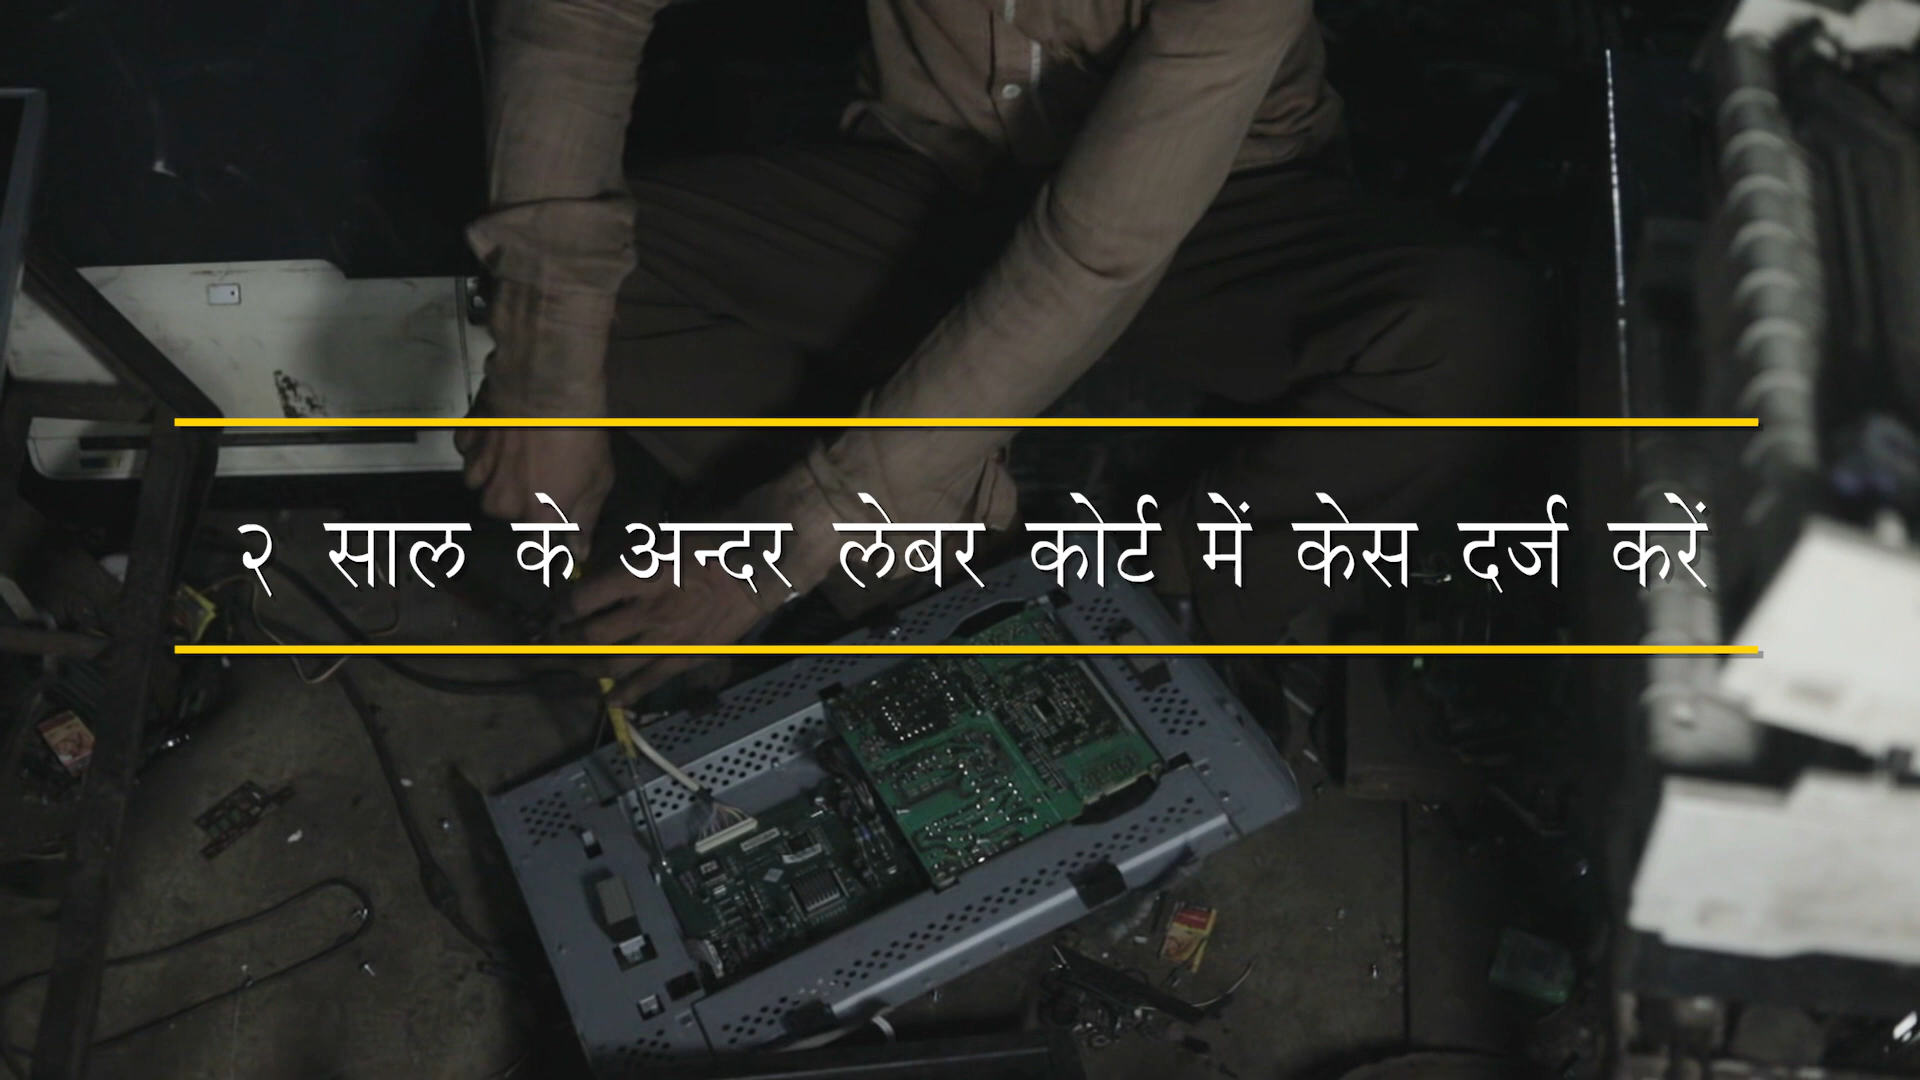 २ साल के अन्दर लेबर कोर्ट में केस दर्ज करें